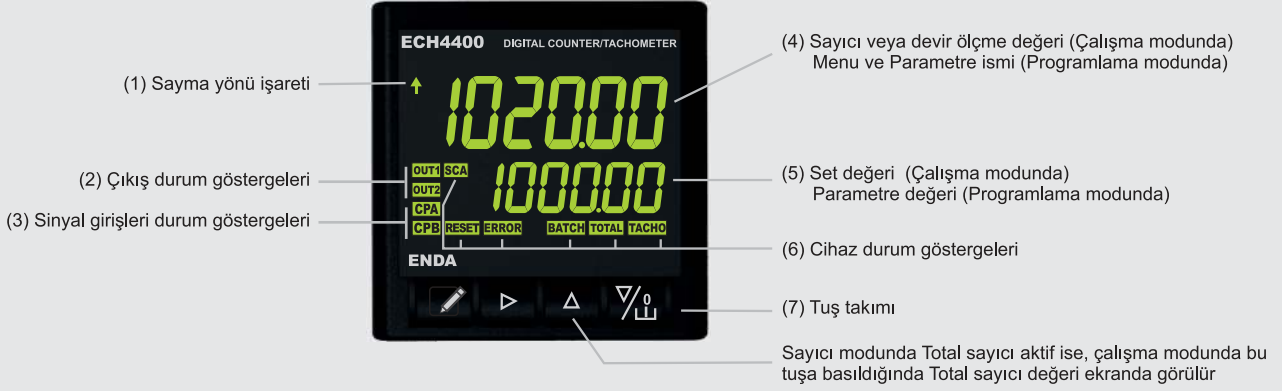 ECH4400 DIGITAL COUNTER/TACHOMETER
1020.00
OUT1 SCA
OUT2
1000.00
CPA
CPB RESET ERROR BATCH TOTAL TACHO
ENDA
(1) Sayma yönü işareti
(2) Çıkış durum göstergeleri
(3) Sinyal girişleri durum göstergeleri
(4) Sayıcı veya devir ölçme değeri (Çalışma modunda)
Menu ve Parametre ismi (Programlama modunda)
(5) Set değeri (Çalışma modunda)
Parametre değeri (Programlama modunda)
(6) Cihaz durum göstergeleri
(7) Tuş takımı
Sayıcı modunda Total sayıcı aktif ise, çalışma modunda bu
tuşa basıldığında Total sayıcı değeri ekranda görülür